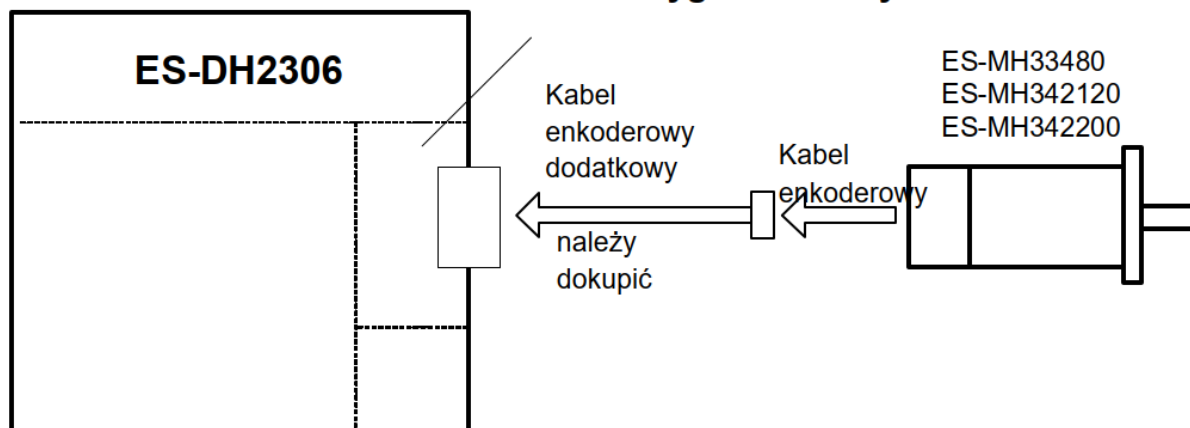 ES-DH2306
ES-MH33480
ES-MH342120
ES-MH342200
Kabel
enkoderowy
dodatkowy
należy
dokupić
Kabel
enkoderowy